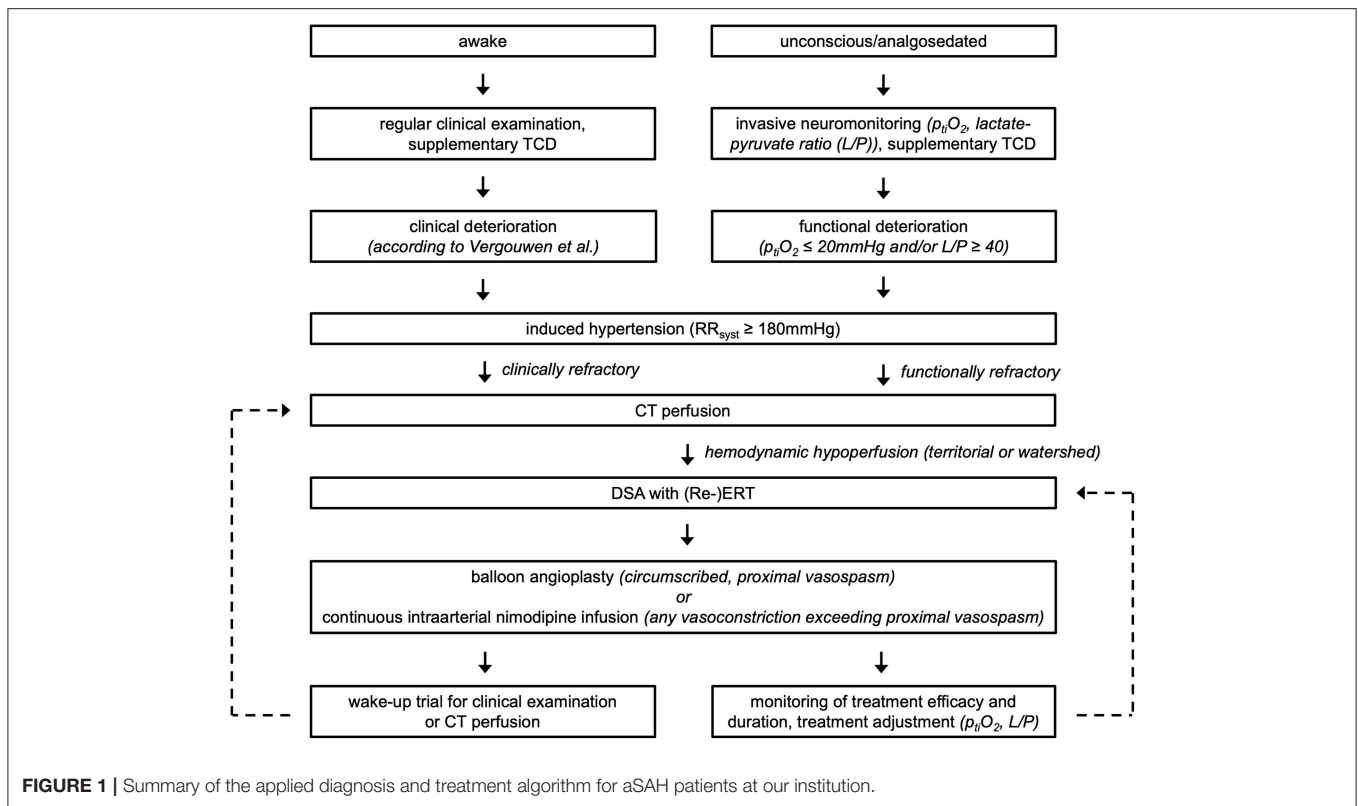 awake
unconscious/analgosedated
regular clinical examination,
supplementary TCD
invasive neuromonitoring (ptiO2, lactate-
pyruvate ratio (L/P)), supplementary TCD
clinical deterioration
(according to Vergouwen et al.)
functional deterioration
(ptiO2 ≤ 20mmHg and/or L/P ≥ 40)
induced hypertension (RRsyst ≥ 180mmHg)
clinically refractory
functionally refractory
CT perfusion
hemodynamic hypoperfusion (territorial or watershed)
DSA with (Re-)ERT
balloon angioplasty (circumscribed, proximal vasospasm)
or
continuous intraarterial nimodipine infusion (any vasoconstriction exceeding proximal vasospasm)
wake-up trial for clinical examination
or CT perfusion
monitoring of treatment efficacy and
duration, treatment adjustment (ptiO2, L/P)
FIGURE 1 | Summary of the applied diagnosis and treatment algorithm for aSAH patients at our institution.